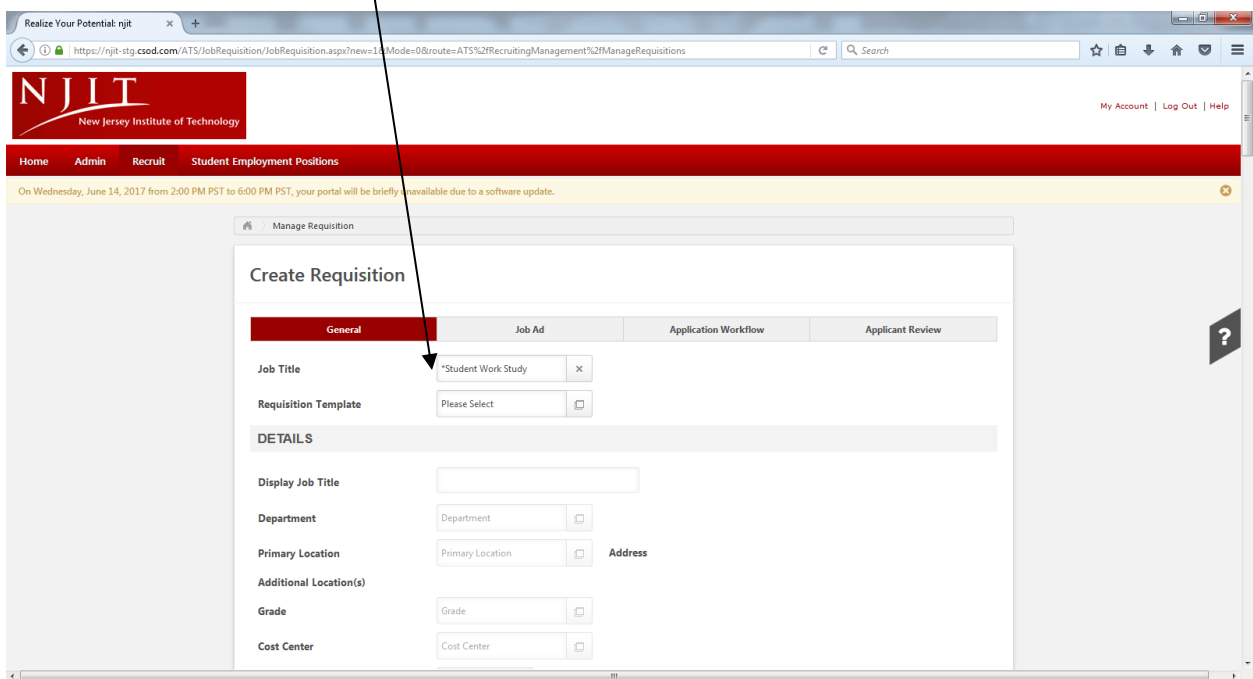 Realize Your Potential: njit
https://njit-stg.csod.com/ATS/JobRequisition/JobRequisition.aspx?new=1&Mode=0&route=ATS%2fRecruitingManagement%2fManageRequisitions
Search
NJIT
New Jersey Institute of Technology
My Account | Log Out | Help
Home Admin Recruit Student Employment Positions
On Wednesday, June 14, 2017 from 2:00 PM PST to 6:00 PM PST, your portal will be briefly unavailable due to a software update.
Manage Requisition
Create Requisition
General Job Ad Application Workflow Applicant Review
?
Job Title *Student Work Study
Requisition Template Please Select
DETAILS
Display Job Title
Department Department
Primary Location Primary Location Address
Additional Location(s)
Grade Grade
Cost Center Cost Center